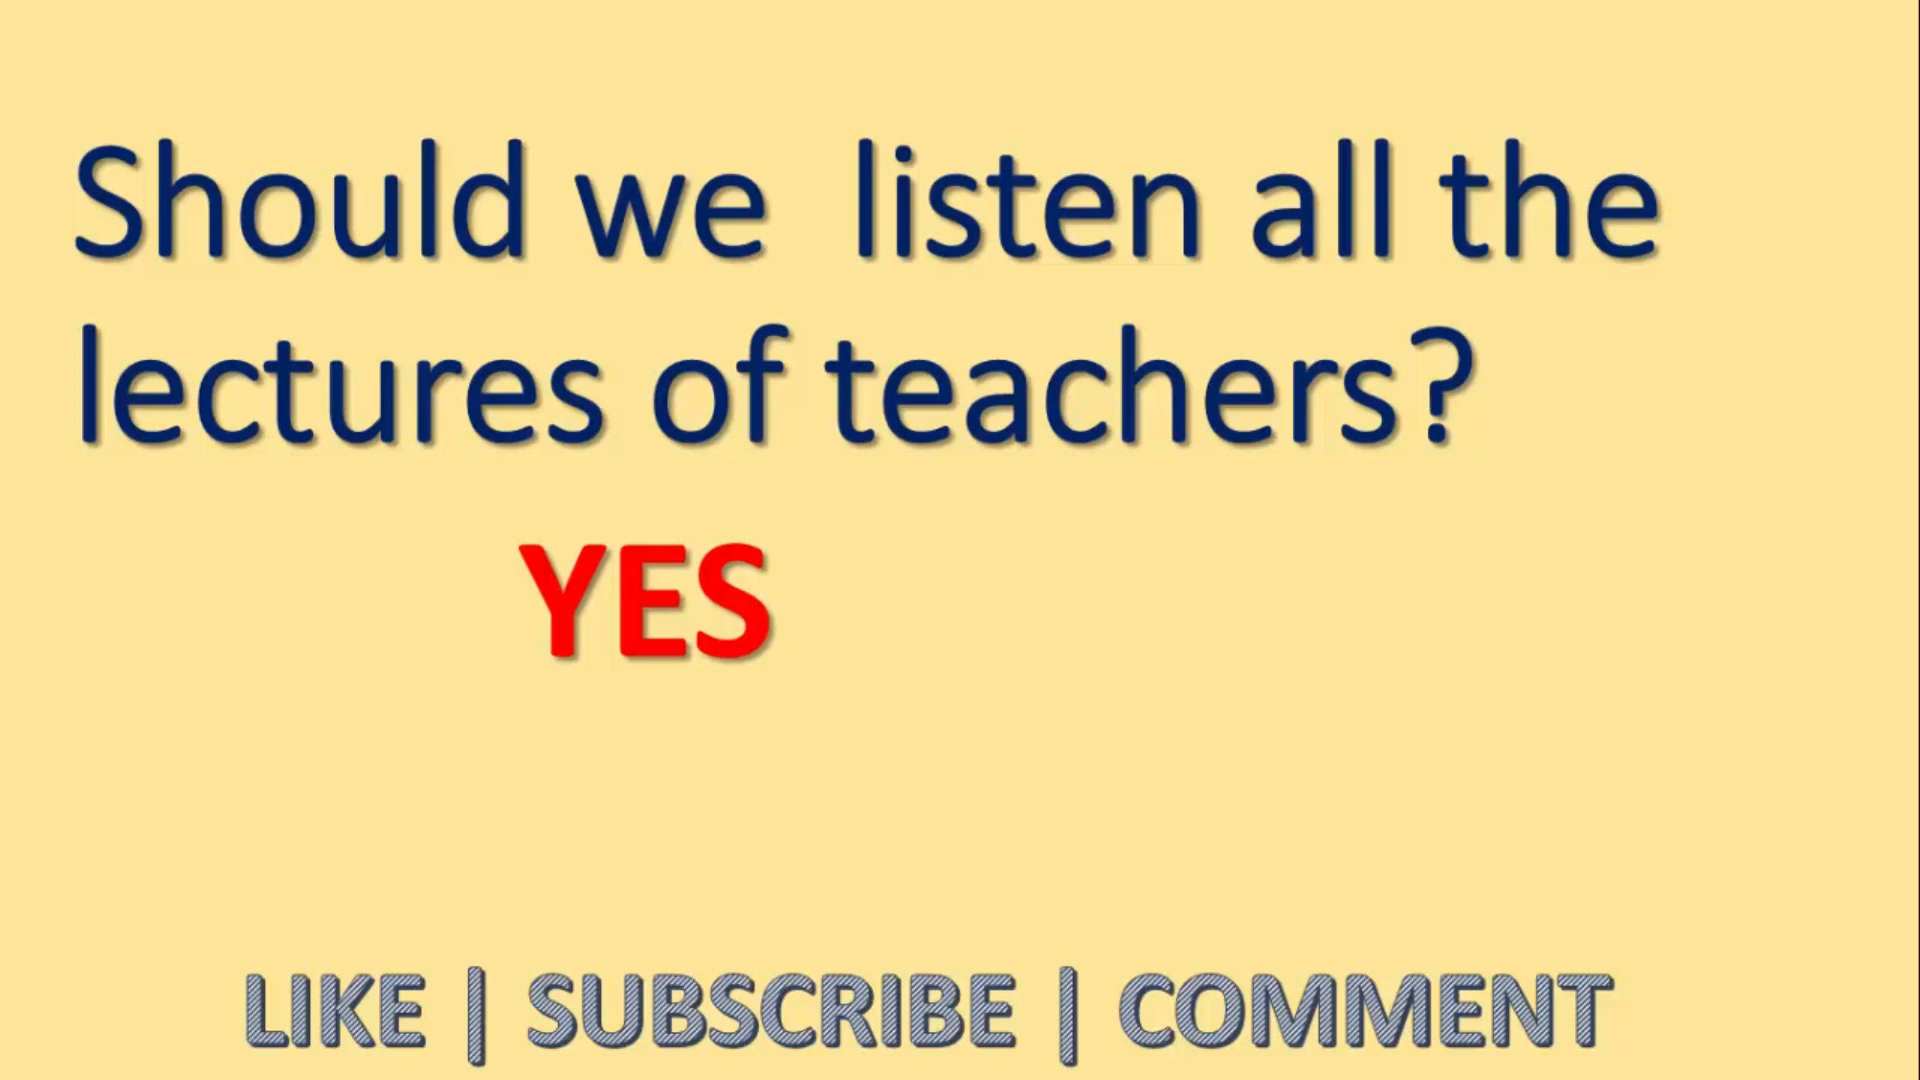 Should we  listen all the
lectures of teachers?
YES
LIKE | SUBSCRIBE | COMMENT